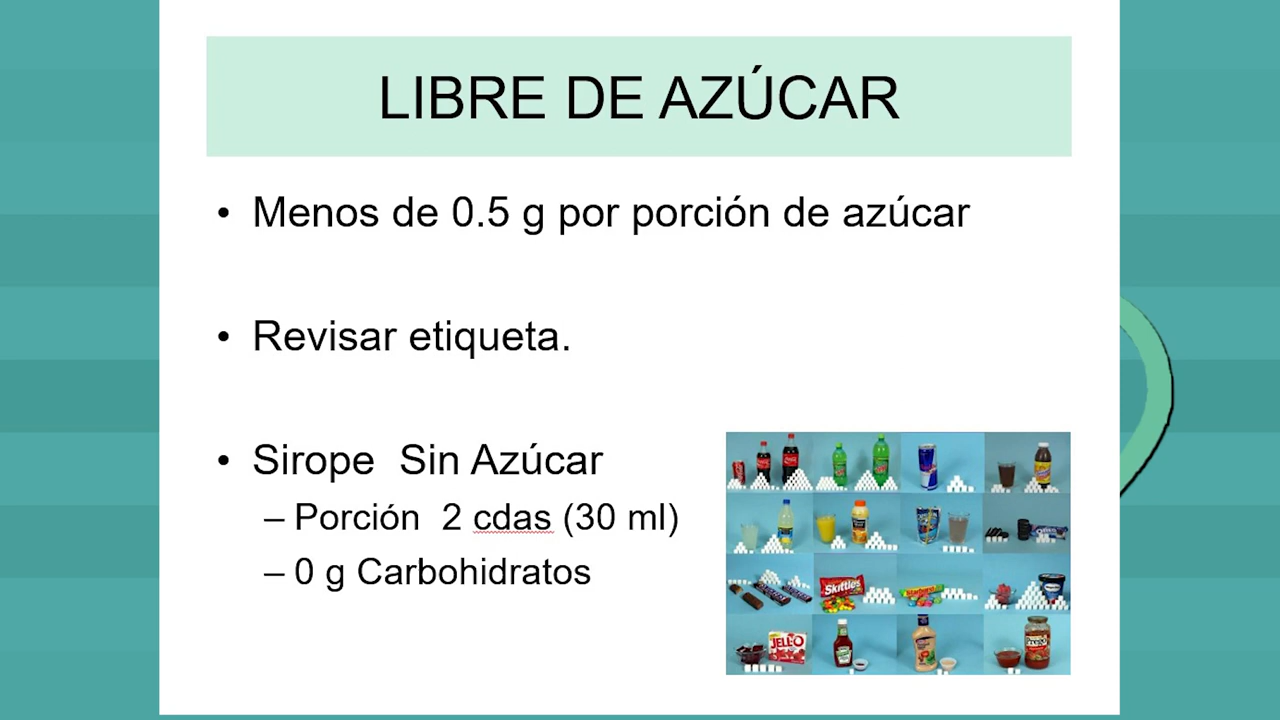 LIBRE DE AZÚCAR
• Menos de 0.5 g por porción de azúcar
• Revisar etiqueta.
• Sirope Sin Azúcar
– Porción 2 cdas (30 ml)
– 0 g Carbohidratos
Skittles
JELL-O